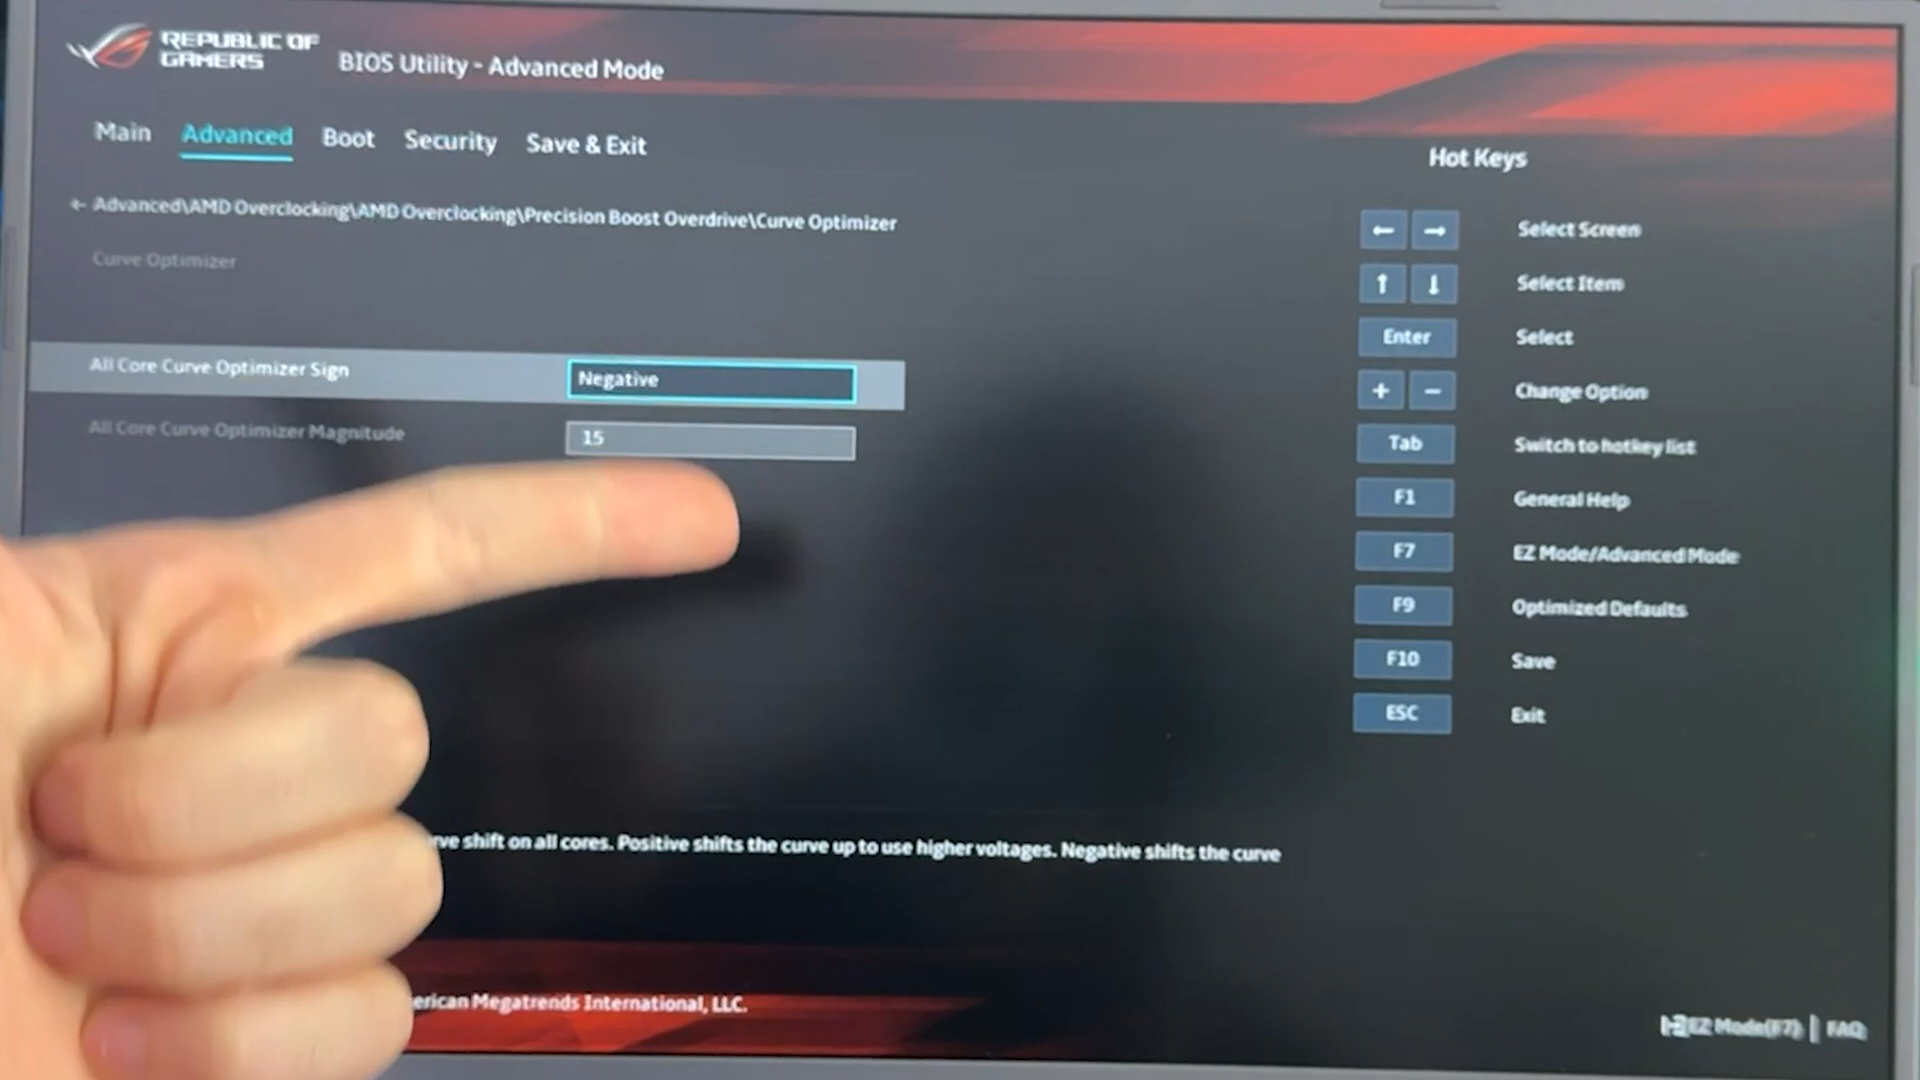 REPUBLIC OF
GAMERS
BIOS Utility - Advanced Mode
Main Advanced Boot Security Save & Exit
Hot Keys
← Advanced\AMD Overclocking\AMD Overclocking\Precision Boost Overdrive\Curve Optimizer
Curve Optimizer
All Core Curve Optimizer Sign Negative
All Core Curve Optimizer Magnitude 15
← → Select Screen
↑ ↓ Select Item
Enter Select
+ - Change Option
Tab Switch to hotkey list
F1 General Help
F7 EZ Mode/Advanced Mode
F9 Optimized Defaults
F10 Save
ESC Exit
rve shift on all cores. Positive shifts the curve up to use higher voltages. Negative shifts the curve
erican Megatrends International, LLC.
EZ Mode(F7) | FAQ